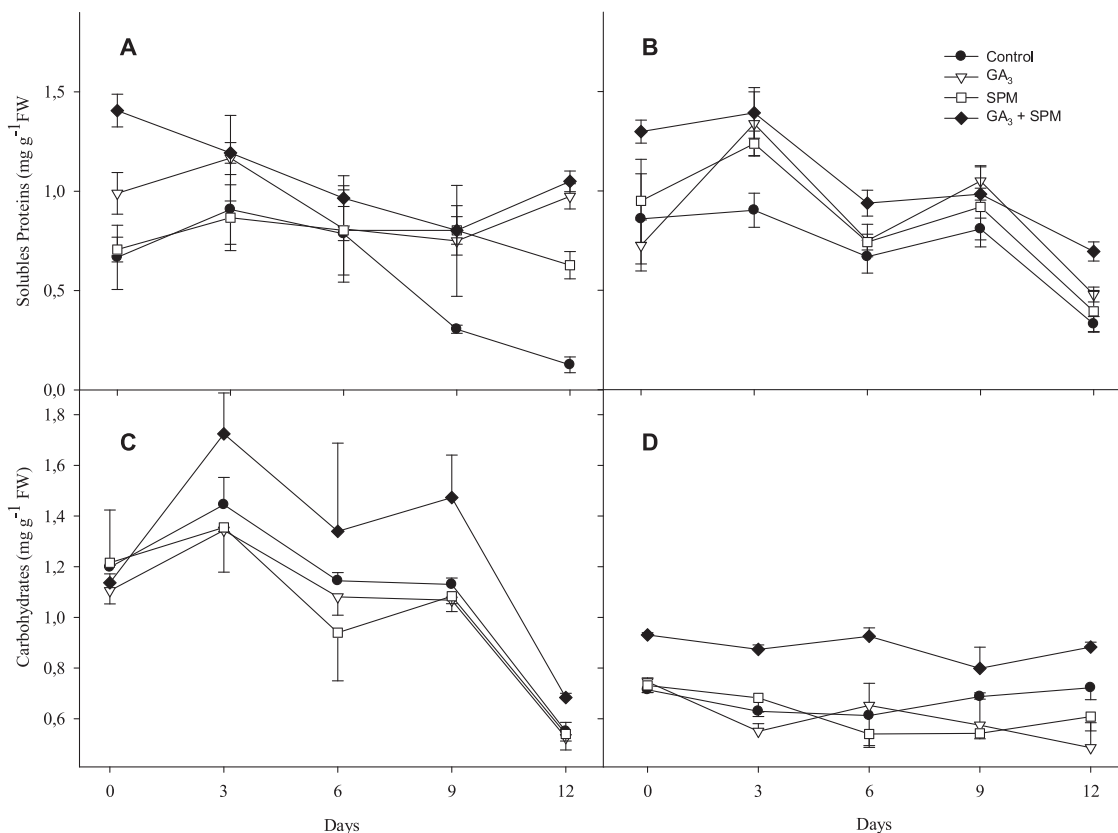 A
B
Control
GA3
SPM
GA3 + SPM
Solubles Proteins (mg g-1 FW
1,5
1,0
0,5
0,0
C
D
Carbohydrates (mg g-1 FW)
1,8
1,6
1,4
1,2
1,0
0,8
0,6
0 3 6 9 12
0 3 6 9 12
Days
Days